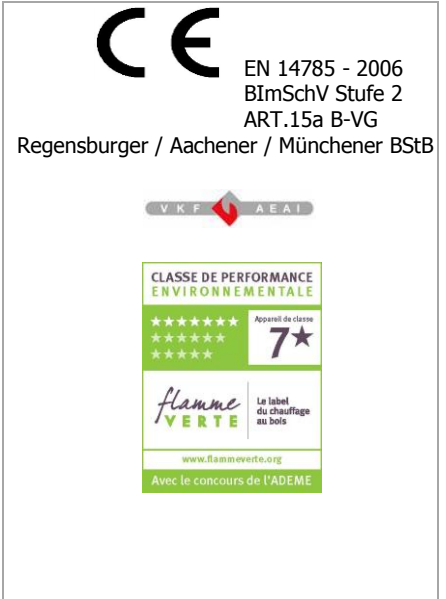 CE
EN 14785 - 2006
BImSchV Stufe 2
ART.15a B-VG
Regensburger / Aachener / Münchener BStB
VKF AEAI
CLASSE DE PERFORMANCE
ENVIRONNEMENTALE
Appareil de classe
7★
flamme
VERTE
Le label
du chauffage
au bois
www.flammeverte.org
Avec le concours de l'ADEME